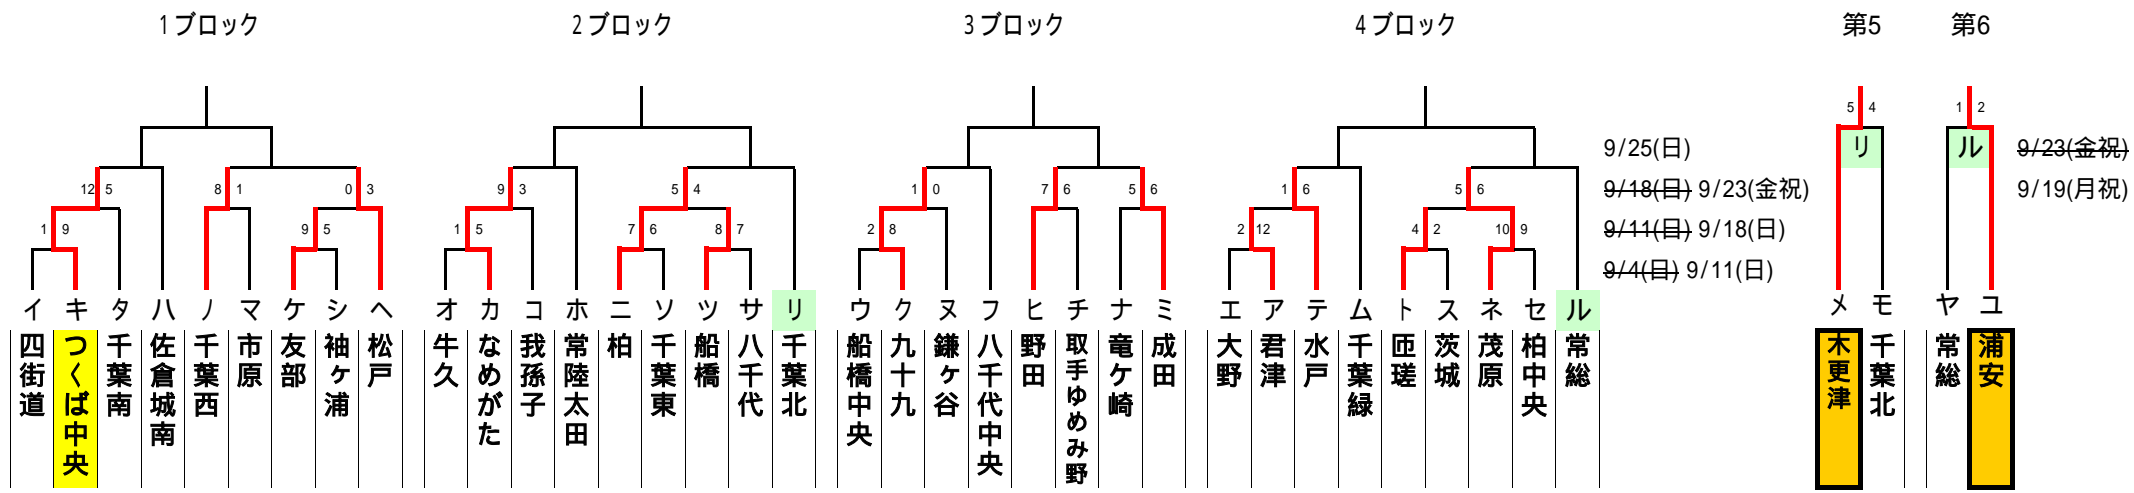 1ブロック 2ブロック 3ブロック 4ブロック 第5 第6
5 4 1 2
9/25(日) リ ル 9/23(金祝)
12 5 8 1 0 3 9 3 5 4 1 0 7 6 5 6 1 6 5 6 9/18(日) 9/23(金祝) 9/19(月祝)
1 9 9 5 1 5 7 6 8 7 2 8 2 12 4 2 10 9 9/11(日) 9/18(日)
9/4(日) 9/11(日)
イ キ タ ハ ノ マ ケ シ ヘ オ カ コ ホ ニ ソ ツ サ リ ウ ク ヌ フ ヒ チ ナ ミ エ ア テ ム ト ス ネ セ ル メ モ ヤ ユ
四街道
つくば中央
千葉南
佐倉城南
千葉西
市原
友部
袖ヶ浦
松戸
牛久
なめがた
我孫子
常陸太田
柏
千葉東
船橋
八千代
千葉北
船橋中央
九十九
鎌ヶ谷
八千代中央
野田
取手ゆめみ野
竜ケ崎
成田
大野
君津
水戸
千葉緑
匝瑳
茨城
茂原
柏中央
常総
木更津
千葉北
常総
浦安